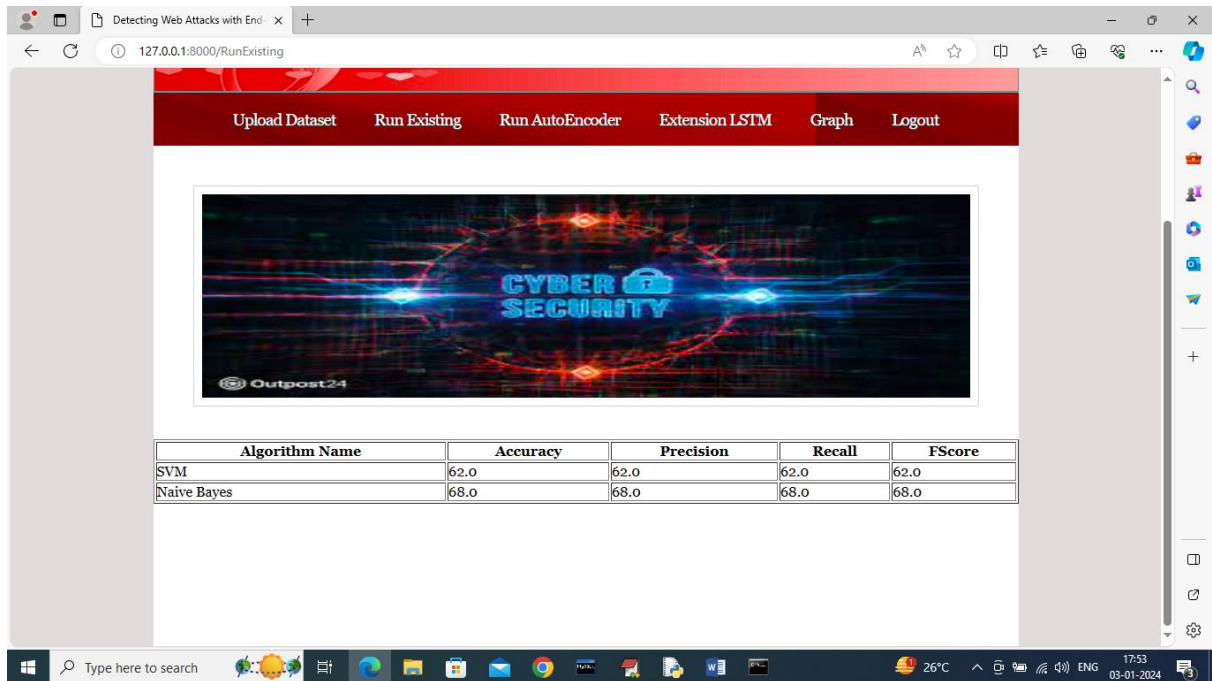 Detecting Web Attacks with End-
127.0.0.1:8000/RunExisting
Upload Dataset Run Existing Run AutoEncoder Extension LSTM Graph Logout
CYBER
SECURITY
Outpost24
Algorithm Name Accuracy Precision Recall FScore
SVM 62.0 62.0 62.0 62.0
Naive Bayes 68.0 68.0 68.0 68.0
Type here to search 26°C ENG 17:53
03-01-2024